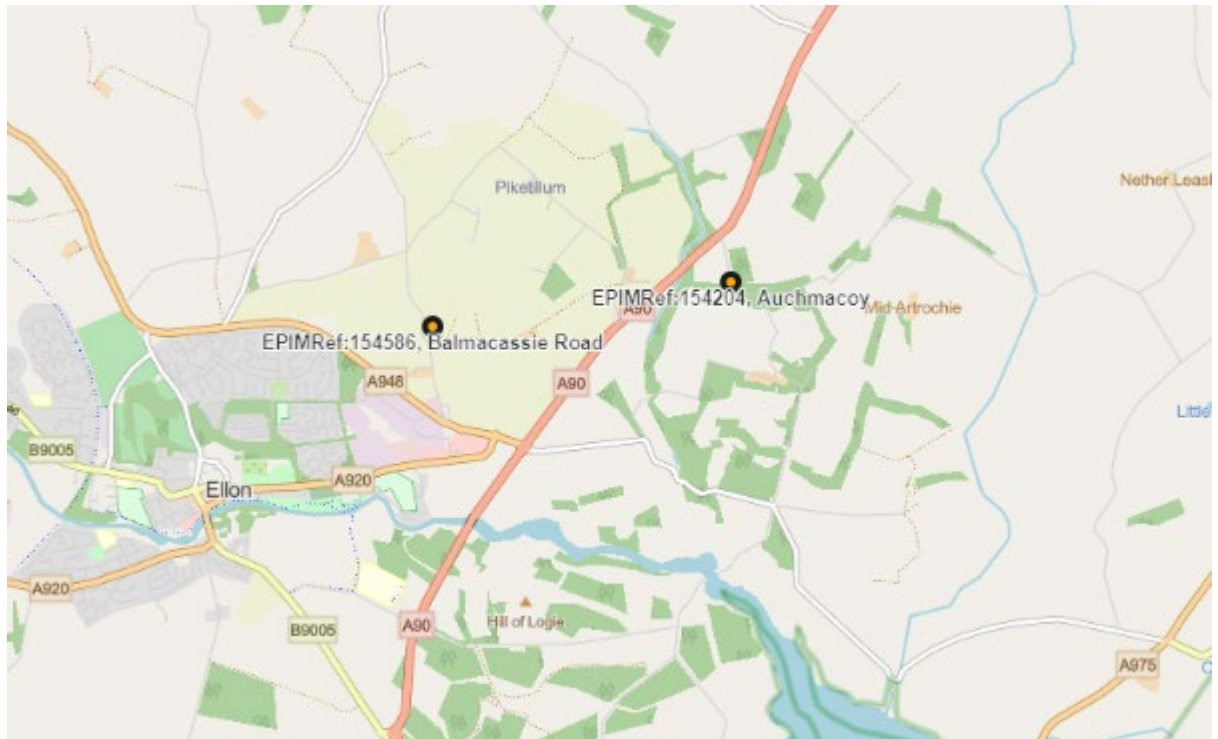 Piketillum
Nether Leask
EPIMRef:154204, Auchmacoy
A90
Mid-Artrochie
EPIMRef:154586, Balmacassie Road
A948
A90
Little
B9005
A920
Ellon
A920
B9005
A90
Hill of Logie
A975